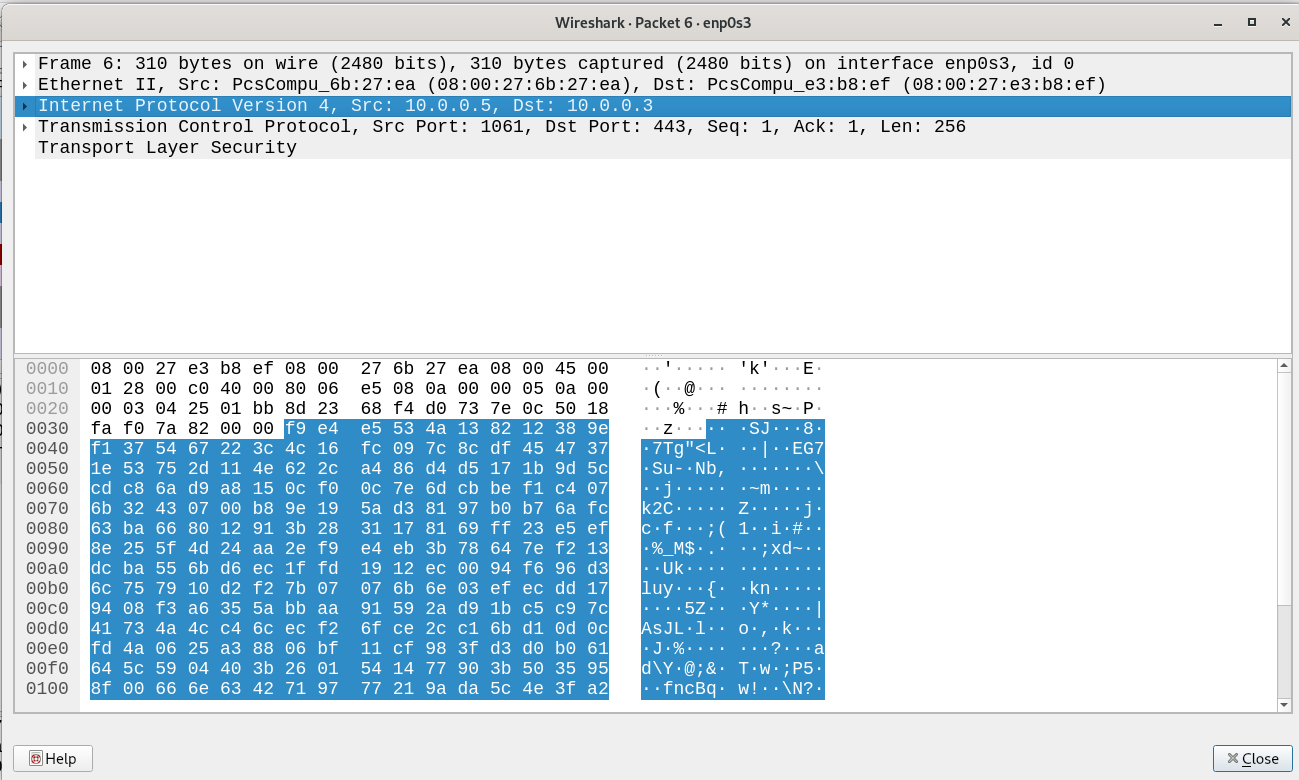 Wireshark · Packet 6 · enp0s3
Frame 6: 310 bytes on wire (2480 bits), 310 bytes captured (2480 bits) on interface enp0s3, id 0
Ethernet II, Src: PcsCompu_6b:27:ea (08:00:27:6b:27:ea), Dst: PcsCompu_e3:b8:ef (08:00:27:e3:b8:ef)
Internet Protocol Version 4, Src: 10.0.0.5, Dst: 10.0.0.3
Transmission Control Protocol, Src Port: 1061, Dst Port: 443, Seq: 1, Ack: 1, Len: 256
Transport Layer Security
0000 08 00 27 e3 b8 ef 08 00 27 6b 27 ea 08 00 45 00 ··'····· 'k'···E·
0010 01 28 00 c0 40 00 80 06 e5 08 0a 00 00 05 0a 00 ·(··@··· ········
0020 00 03 04 25 01 bb 8d 23 68 f4 d0 73 7e 0c 50 18 ···%···# h··s~·P·
0030 fa f0 7a 82 00 00 f9 e4 e5 53 4a 13 82 12 38 9e ··z····· ·SJ···8·
0040 f1 37 54 67 22 3c 4c 16 fc 09 7c 8c df 45 47 37 ·7Tg"<L· ··|··EG7
0050 1e 53 75 2d 11 4e 62 2c a4 86 d4 d5 17 1b 9d 5c ·Su-·Nb, ·······\
0060 cd c8 6a d9 a8 15 0c f0 0c 7e 6d cb be f1 c4 07 ··j····· ·~m·····
0070 6b 32 43 07 00 b8 9e 19 5a d3 81 97 b0 b7 6a fc k2C····· Z·····j·
0080 63 ba 66 80 12 91 3b 28 31 17 81 69 ff 23 e5 ef c·f···;( 1··i·#··
0090 8e 25 5f 4d 24 aa 2e f9 e4 eb 3b 78 64 7e f2 13 ·%_M$·.· ··;xd~··
00a0 dc ba 55 6b d6 ec 1f fd 19 12 ec 00 94 f6 96 d3 ··Uk···· ········
00b0 6c 75 79 10 d2 f2 7b 07 07 6b 6e 03 ef ec dd 17 luy···{· ·kn·····
00c0 94 08 f3 a6 35 5a bb aa 91 59 2a d9 1b c5 c9 7c ····5Z·· ·Y*····|
00d0 41 73 4a 4c c4 6c ec f2 6f ce 2c c1 6b d1 0d 0c AsJL·l·· o·,·k···
00e0 fd 4a 06 25 a3 88 06 bf 11 cf 98 3f d3 d0 b0 61 ·J·%···· ···?···a
00f0 64 5c 59 04 40 3b 26 01 54 14 77 90 3b 50 35 95 d\Y·@;&· T·w·;P5·
0100 8f 00 66 6e 63 42 71 97 77 21 9a da 5c 4e 3f a2 ··fncBq· w!··\N?·
Help
Close